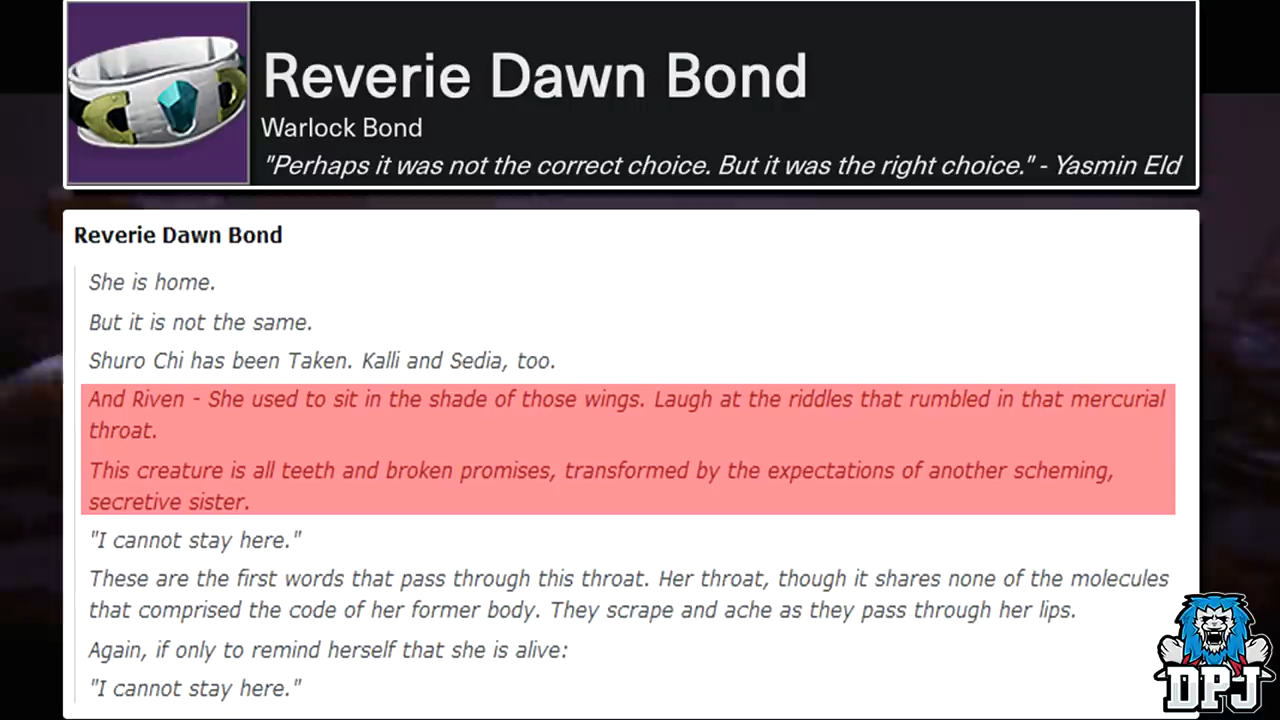 Reverie Dawn Bond
Warlock Bond
"Perhaps it was not the correct choice. But it was the right choice." - Yasmin Eld
Reverie Dawn Bond
She is home.
But it is not the same.
Shuro Chi has been Taken. Kalli and Sedia, too.
And Riven - She used to sit in the shade of those wings. Laugh at the riddles that rumbled in that mercurial
throat.
This creature is all teeth and broken promises, transformed by the expectations of another scheming,
secretive sister.
"I cannot stay here."
These are the first words that pass through this throat. Her throat, though it shares none of the molecules
that comprised the code of her former body. They scrape and ache as they pass through her lips.
Again, if only to remind herself that she is alive:
"I cannot stay here."
DPJ